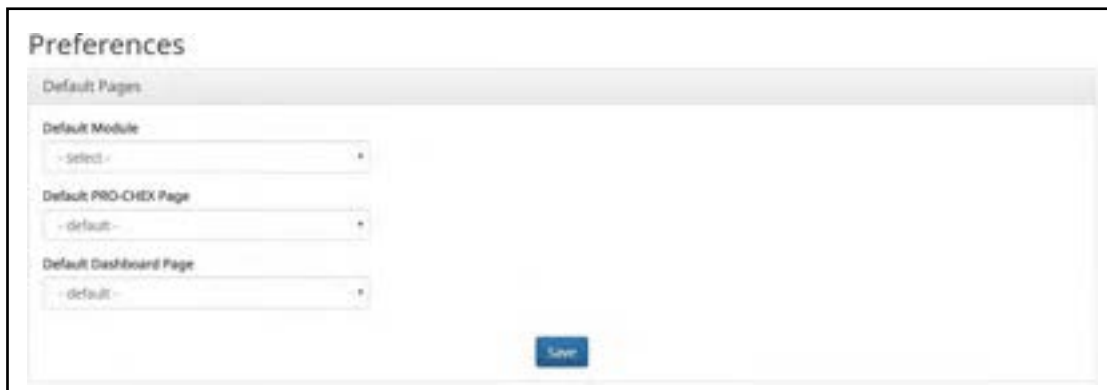 Preferences
Default Pages
Default Module
- select -
Default PRO-CHEX Page
- default -
Default Dashboard Page
- default -
Save